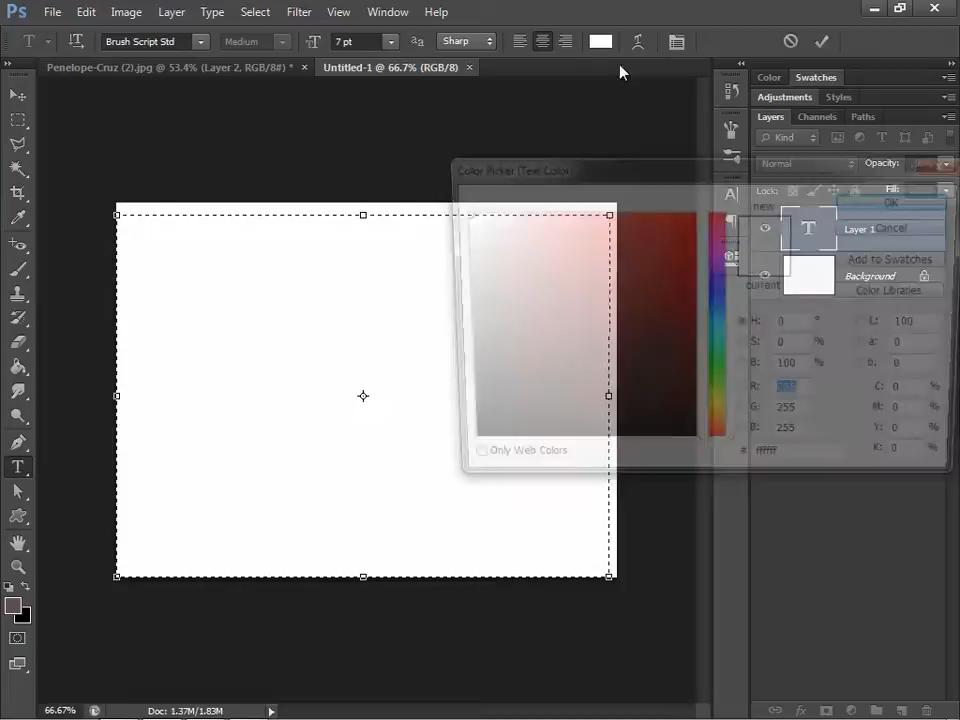 Ps File Edit Image Layer Type Select Filter View Window Help
T Brush Script Std Medium T 7 pt aa Sharp
Penelope-Cruz (2).jpg @ 53.4% (Layer 2, RGB/8#) * × Untitled-1 @ 66.7% (RGB/8) ×
Color Swatches
Adjustments Styles
Layers Channels Paths
Kind
Normal Opacity:
Color Picker (Text Color)
Lock: Fill:
new OK
T Layer 1 Cancel
Add to Swatches
Background
current Color Libraries
H: 0 ° L: 100
S: 0 % a: 0
B: 100 % b: 0
R: 255 C: 0 %
G: 255 M: 0 %
B: 255 Y: 0 %
Only Web Colors # ffffff K: 0 %
66.67% Doc: 1.37M/1.83M